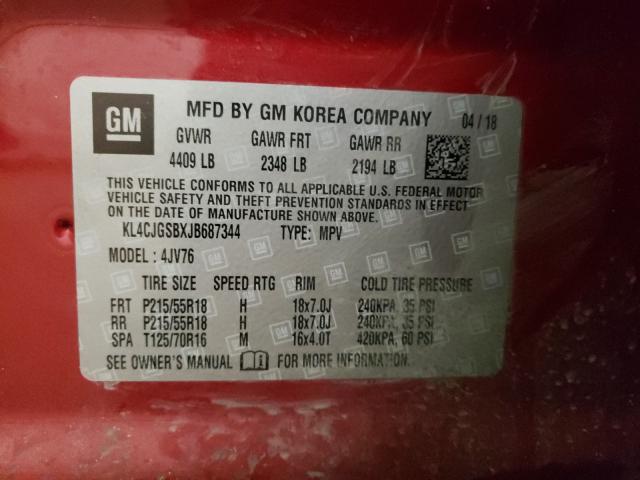 GM MFD BY GM KOREA COMPANY 04 / 18
GVWR GAWR FRT GAWR RR
4409 LB 2348 LB 2194 LB
THIS VEHICLE CONFORMS TO ALL APPLICABLE U.S. FEDERAL MOTOR
VEHICLE SAFETY AND THEFT PREVENTION STANDARDS IN EFFECT
ON THE DATE OF MANUFACTURE SHOWN ABOVE.
KL4CJGSBXJB687344 TYPE: MPV
MODEL : 4JV76
TIRE SIZE SPEED RTG RIM COLD TIRE PRESSURE
FRT P215/55R18 H 18x7.0J 240KPA, 35 PSI
RR P215/55R18 H 18x7.0J 240KPA, 35 PSI
SPA T125/70R16 M 16x4.0T 420KPA, 60 PSI
SEE OWNER'S MANUAL FOR MORE INFORMATION.